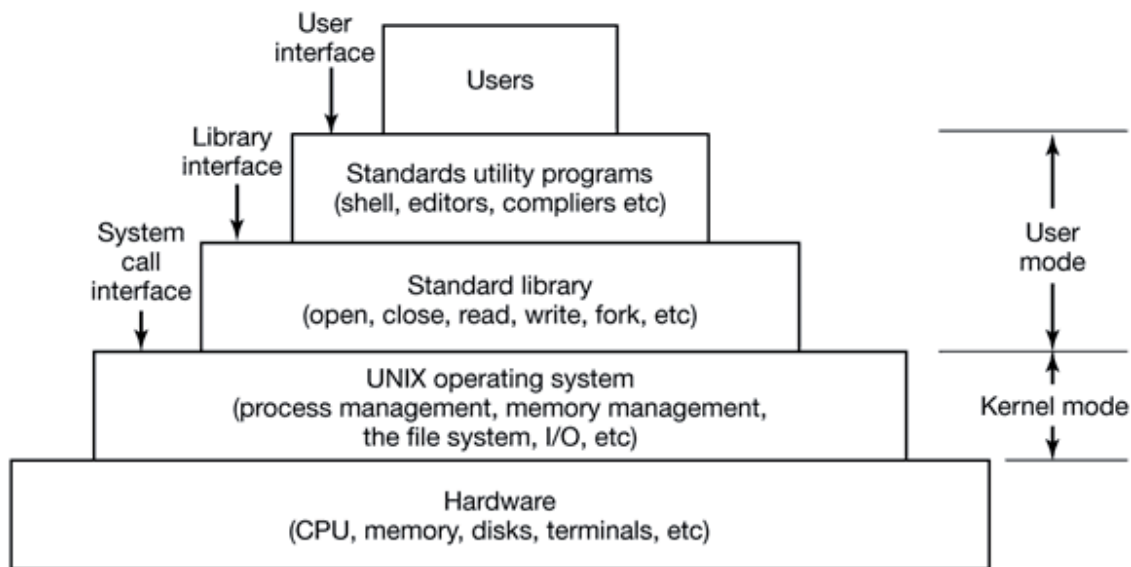 User
interface
Users
Library
interface
Standards utility programs
(shell, editors, compliers etc)
System
call
interface
User
mode
Standard library
(open, close, read, write, fork, etc)
UNIX operating system
(process management, memory management,
the file system, I/O, etc)
Kernel mode
Hardware
(CPU, memory, disks, terminals, etc)